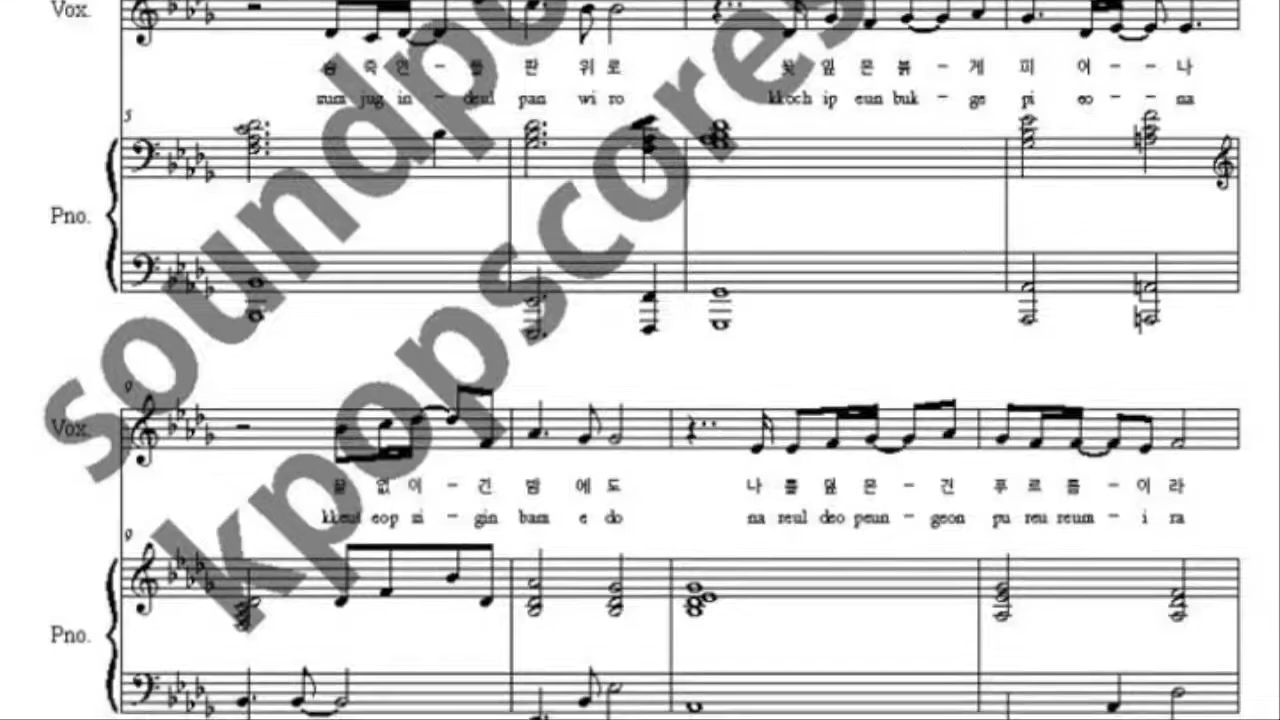 Vox.
숨 죽 인 - 들 판 위 로 꽃 잎 은 붉 - 게 피 어 - - 나
sum jug in - deul pan wi ro kkoch ip eun buk - ge pi eo - - na
5
Pno.
9
Vox.
끝 없 이 - 긴 밤 에 도 나 를 덮 은 - 건 푸 르 름 - 이 라
kkeut eop si - gin bam e do na reul deo peun - geon pu reu reum - i ra
9
Pno.
soundpe
kpopscores